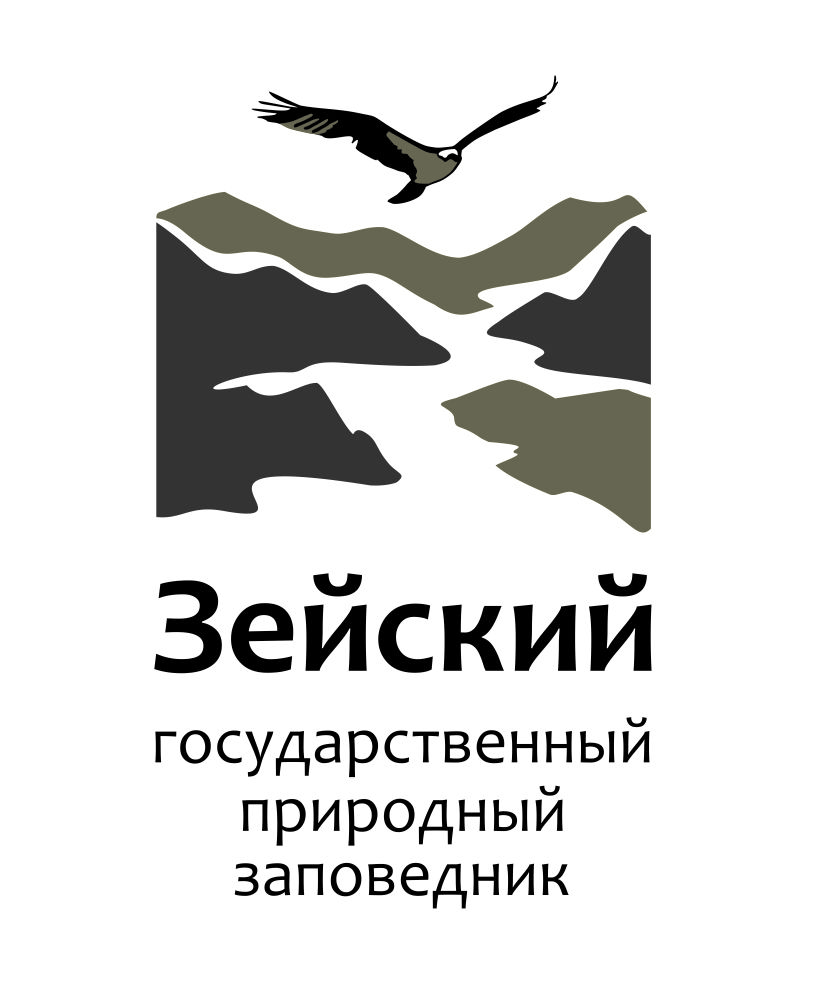 Зейский
государственный
природный
заповедник